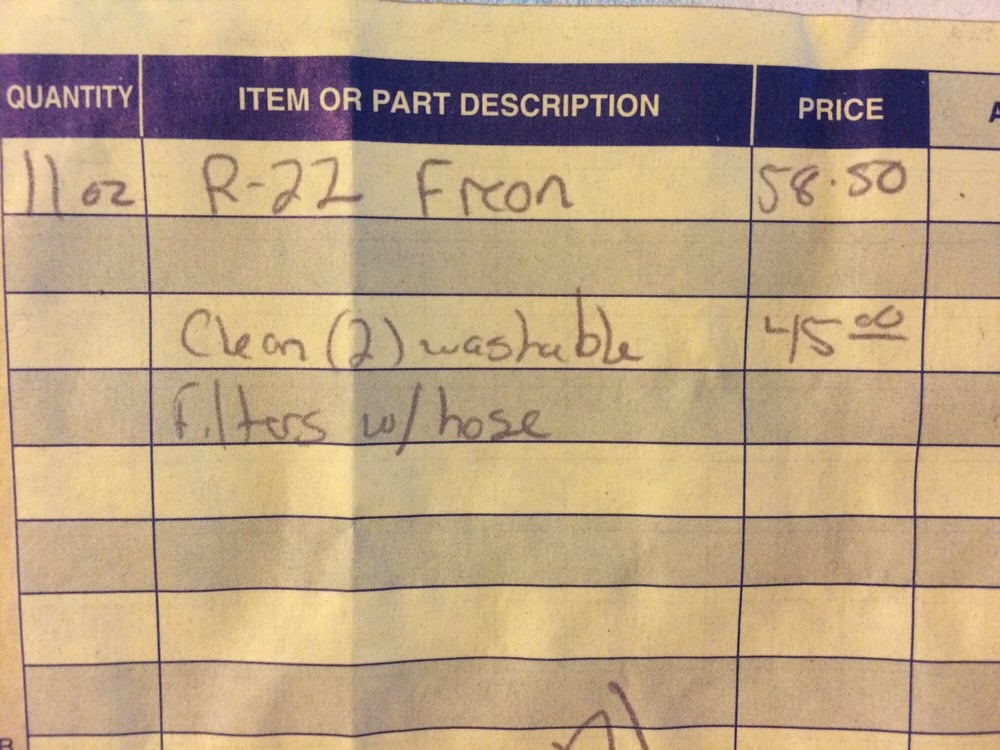 QUANTITY ITEM OR PART DESCRIPTION PRICE A
11 oz R-22 Freon 58.50
Clean (2) washable 45.00
Filters w/ hose